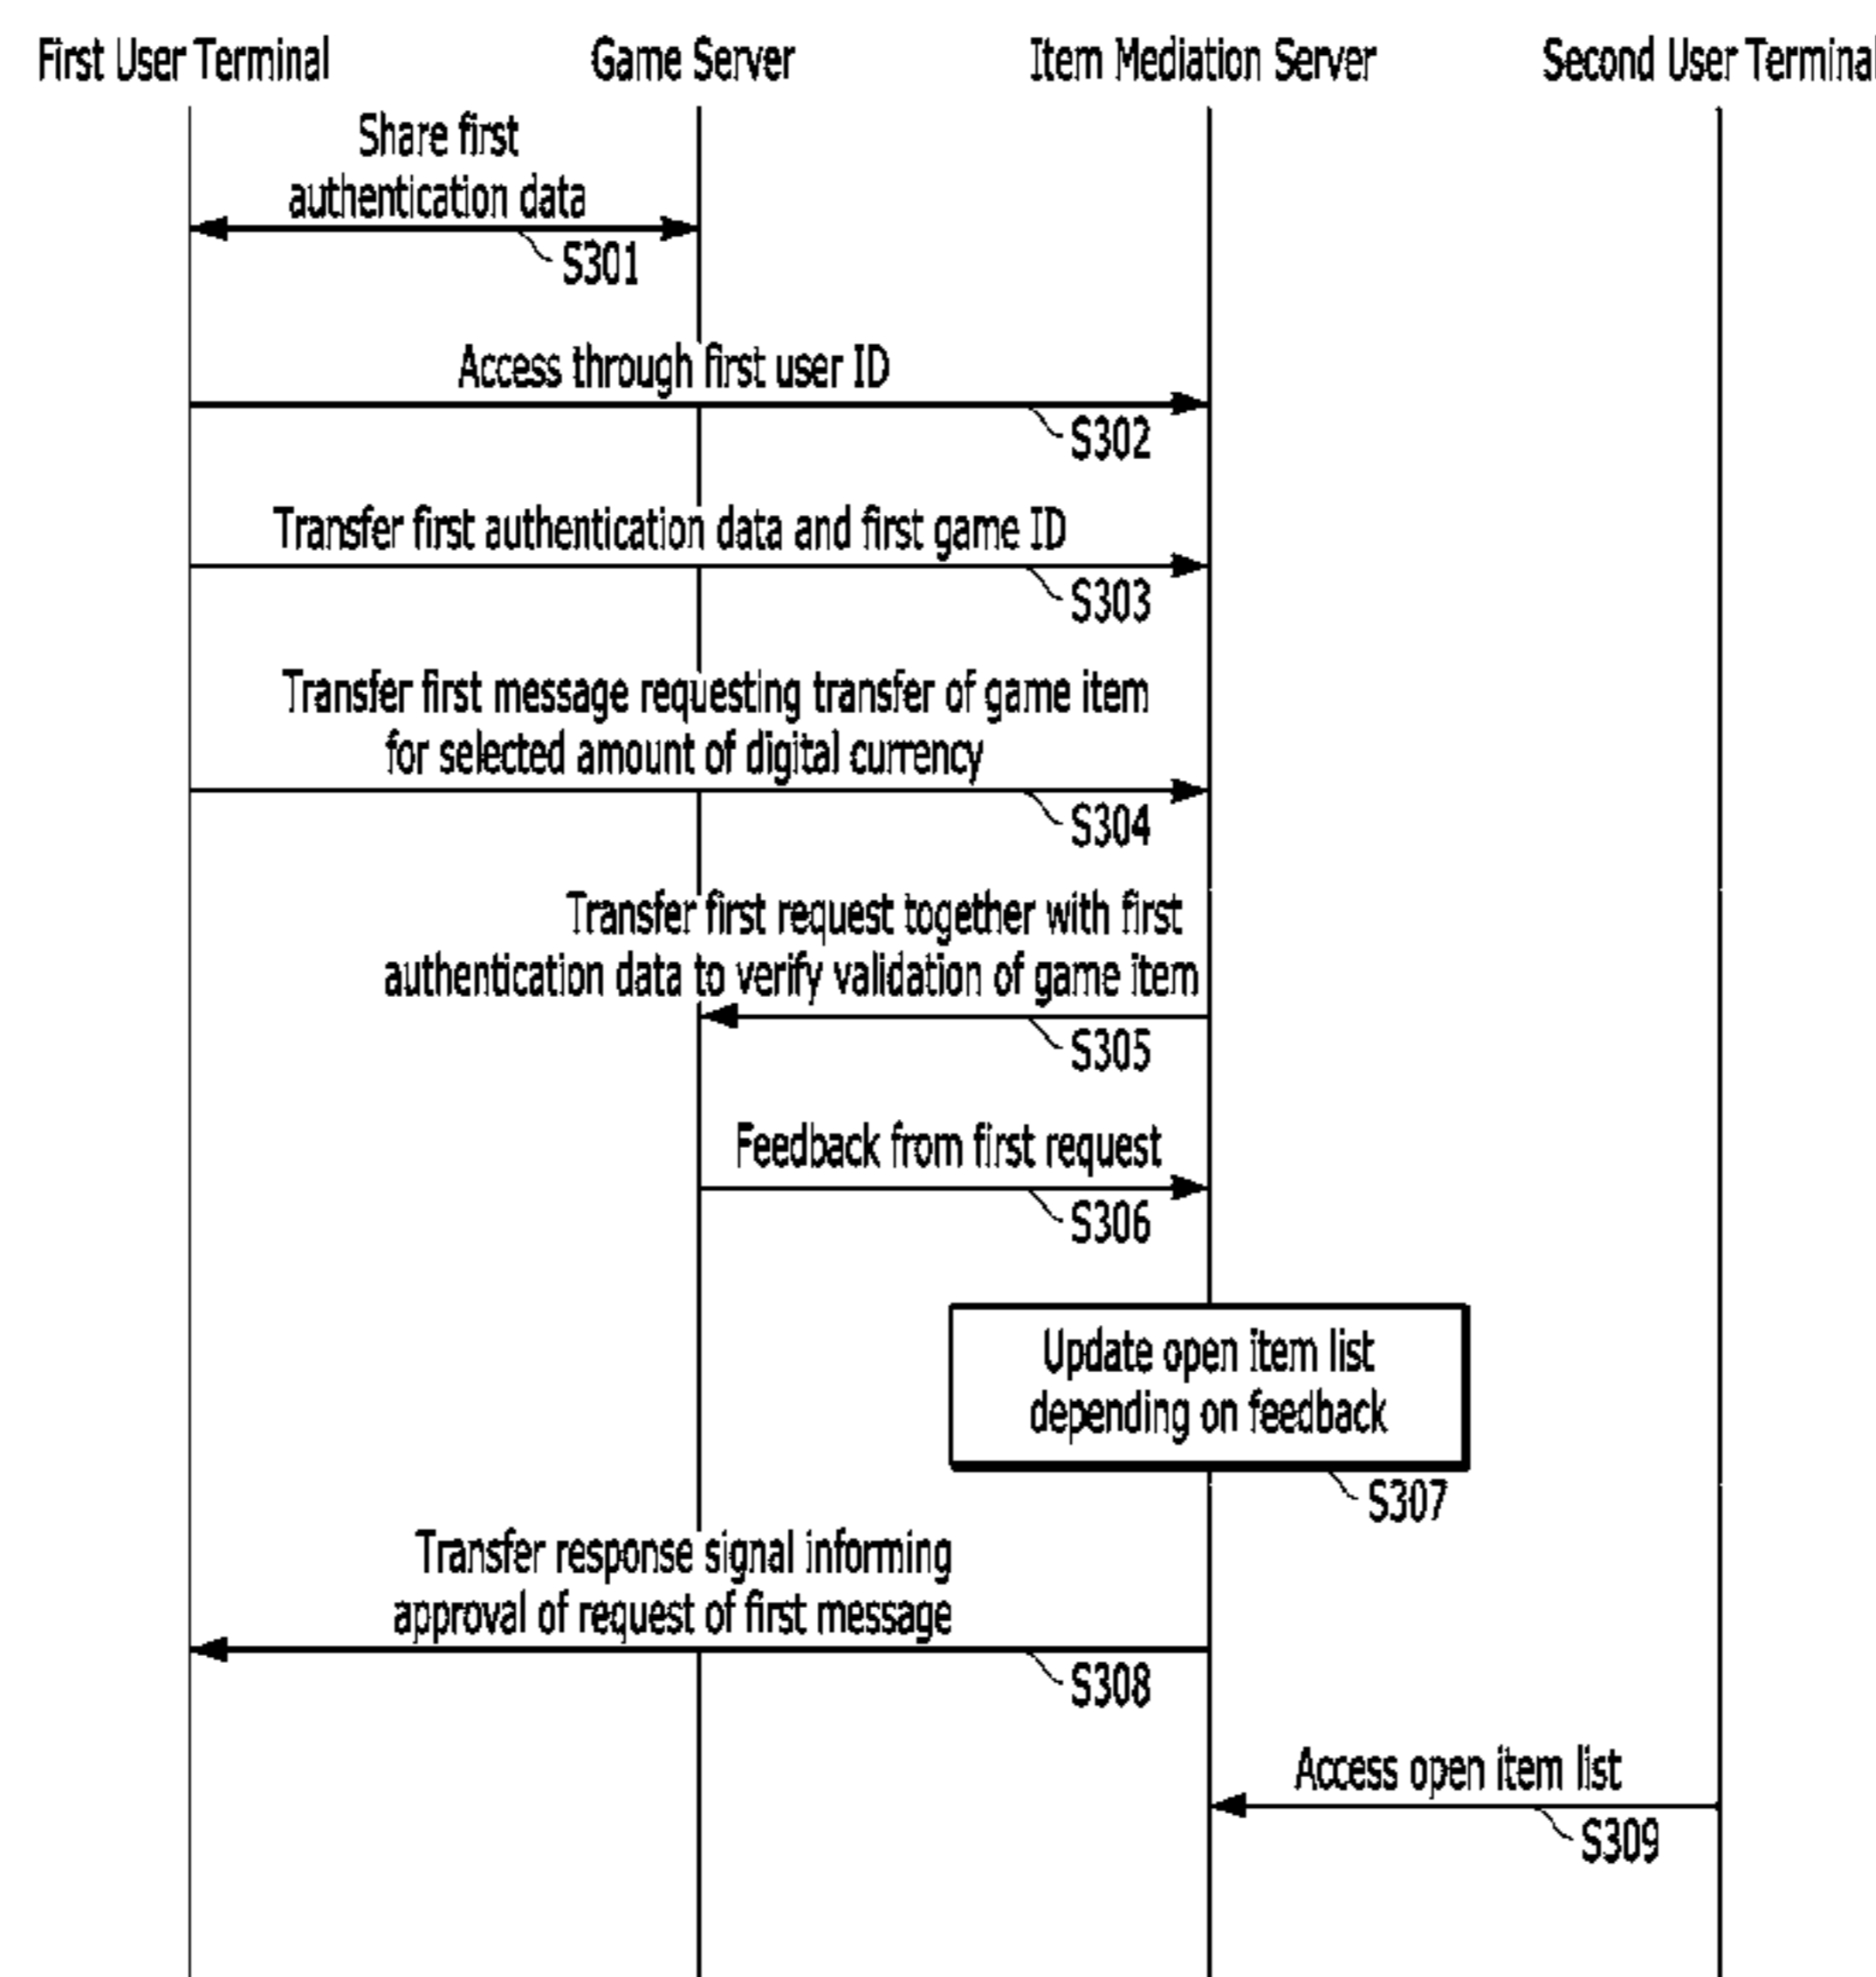 First User Terminal
Game Server
Item Mediation Server
Second User Terminal
Share first
authentication data
S301
Access through first user ID
S302
Transfer first authentication data and first game ID
S303
Transfer first message requesting transfer of game item
for selected amount of digital currency
S304
Transfer first request together with first
authentication data to verify validation of game item
S305
Feedback from first request
S306
Update open item list
depending on feedback
S307
Transfer response signal informing
approval of request of first message
S308
Access open item list
S309